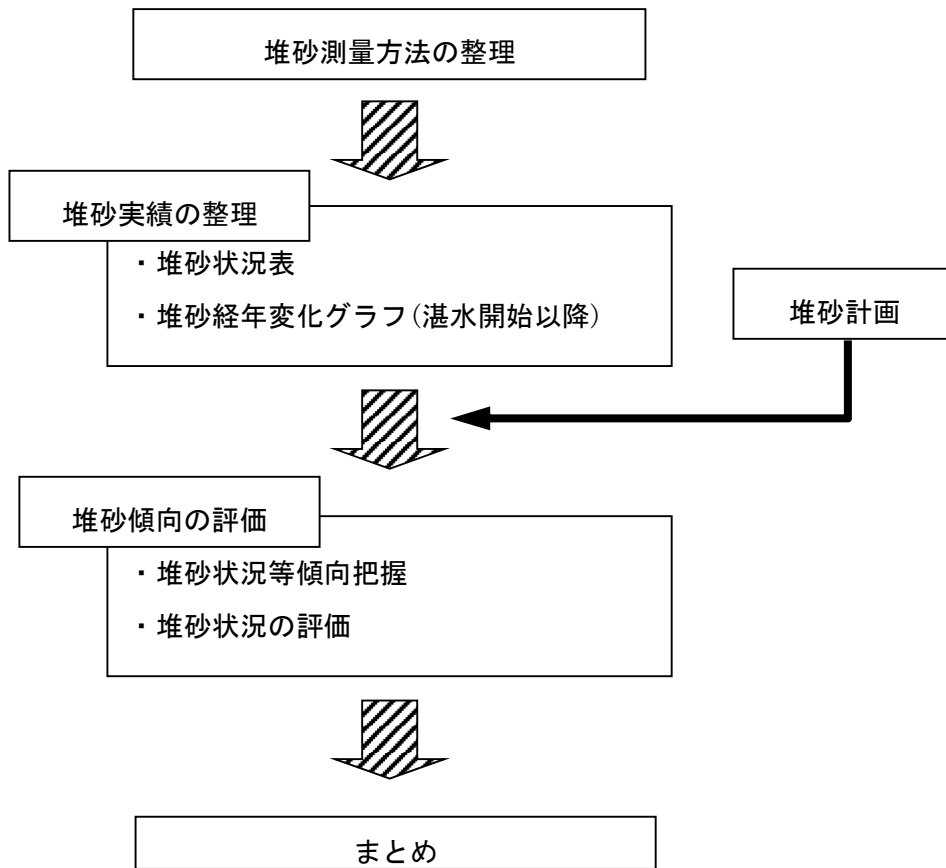 堆砂測量方法の整理
堆砂実績の整理
・堆砂状況表
・堆砂経年変化グラフ(湛水開始以降)
堆砂計画
堆砂傾向の評価
・堆砂状況等傾向把握
・堆砂状況の評価
まとめ